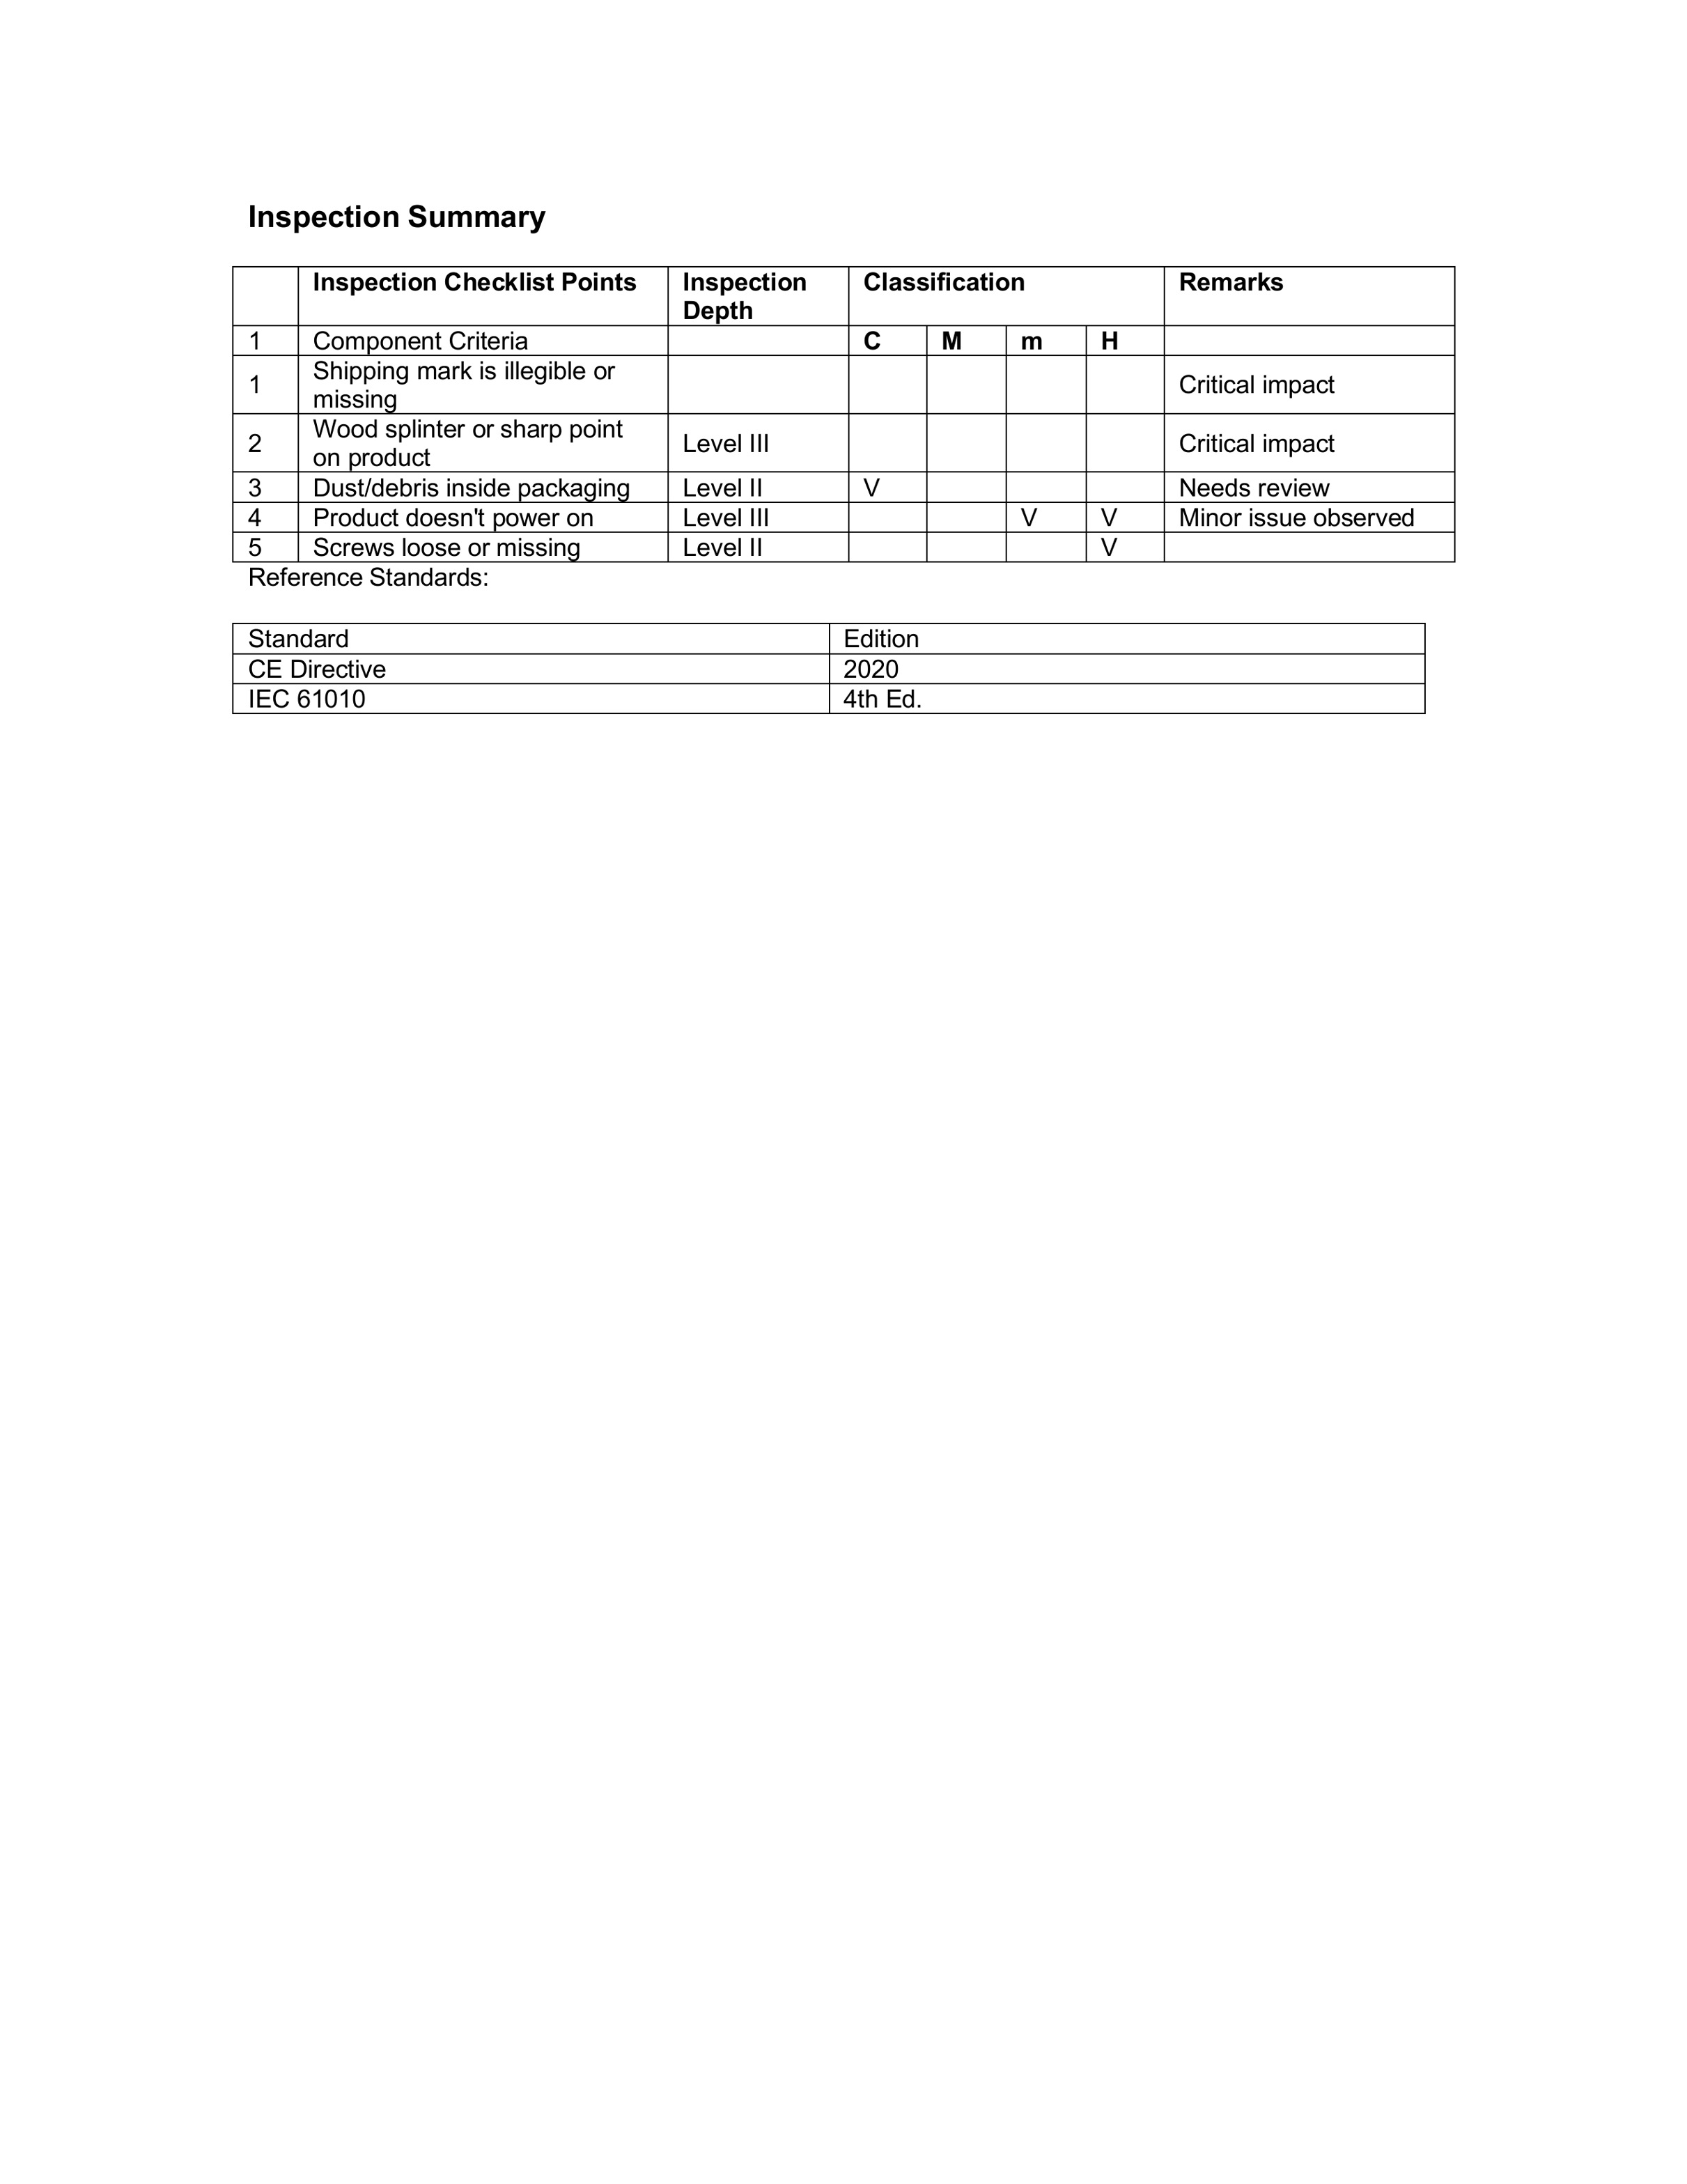 Inspection Summary
Inspection Checklist Points Inspection Depth Classification Remarks
1 Component Criteria C M m H
1 Shipping mark is illegible or missing Critical impact
2 Wood splinter or sharp point on product Level III Critical impact
3 Dust/debris inside packaging Level II V Needs review
4 Product doesn't power on Level III V V Minor issue observed
5 Screws loose or missing Level II V
Reference Standards:
Standard Edition
CE Directive 2020
IEC 61010 4th Ed.